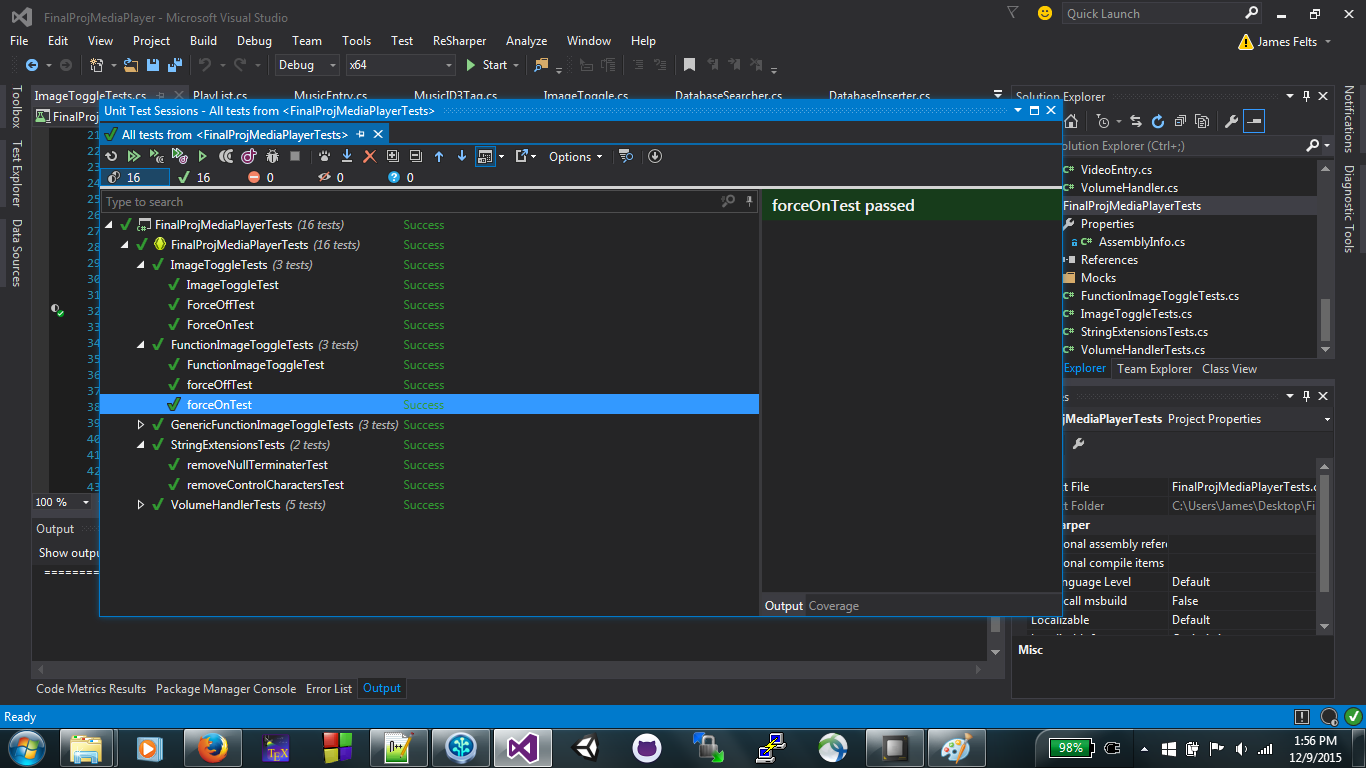 FinalProjMediaPlayer - Microsoft Visual Studio
Quick Launch
File Edit View Project Build Debug Team Tools Test ReSharper Analyze Window Help
James Felts
Debug x64 Start
ImageToggleTests.cs PlayList.cs MusicEntry.cs MusicID3Tag.cs ImageToggle.cs DatabaseSearcher.cs DatabaseInserter.cs
Solution Explorer
Toolbox
Test Explorer
Data Sources
Notifications
Diagnostic Tools
FinalProj
Unit Test Sessions - All tests from <FinalProjMediaPlayerTests>
All tests from <FinalProjMediaPlayerTests>
Options
16 16 0 0 0
Type to search
forceOnTest passed
FinalProjMediaPlayerTests (16 tests) Success
FinalProjMediaPlayerTests (16 tests) Success
ImageToggleTests (3 tests) Success
ImageToggleTest Success
ForceOffTest Success
ForceOnTest Success
FunctionImageToggleTests (3 tests) Success
FunctionImageToggleTest Success
forceOffTest Success
forceOnTest Success
GenericFunctionImageToggleTests (3 tests) Success
StringExtensionsTests (2 tests) Success
removeNullTerminaterTest Success
removeControlCharactersTest Success
VolumeHandlerTests (5 tests) Success
Output Coverage
21
22
23
24
25
26
27
28
29
30
31
32
33
34
35
36
37
38
39
40
41
42
43
100 %
Output
Show outpu
==========
Code Metrics Results Package Manager Console Error List Output
olution Explorer (Ctrl+;)
VideoEntry.cs
VolumeHandler.cs
FinalProjMediaPlayerTests
Properties
AssemblyInfo.cs
References
Mocks
FunctionImageToggleTests.cs
ImageToggleTests.cs
StringExtensionsTests.cs
VolumeHandlerTests.cs
Explorer Team Explorer Class View
es
jMediaPlayerTests Project Properties
t File FinalProjMediaPlayerTests.c
t Folder C:\Users\James\Desktop\Fi
arper
onal assembly refere
onal compile items
nguage Level Default
call msbuild False
Localizable Default
Misc
Ready
98%
1:56 PM
12/9/2015